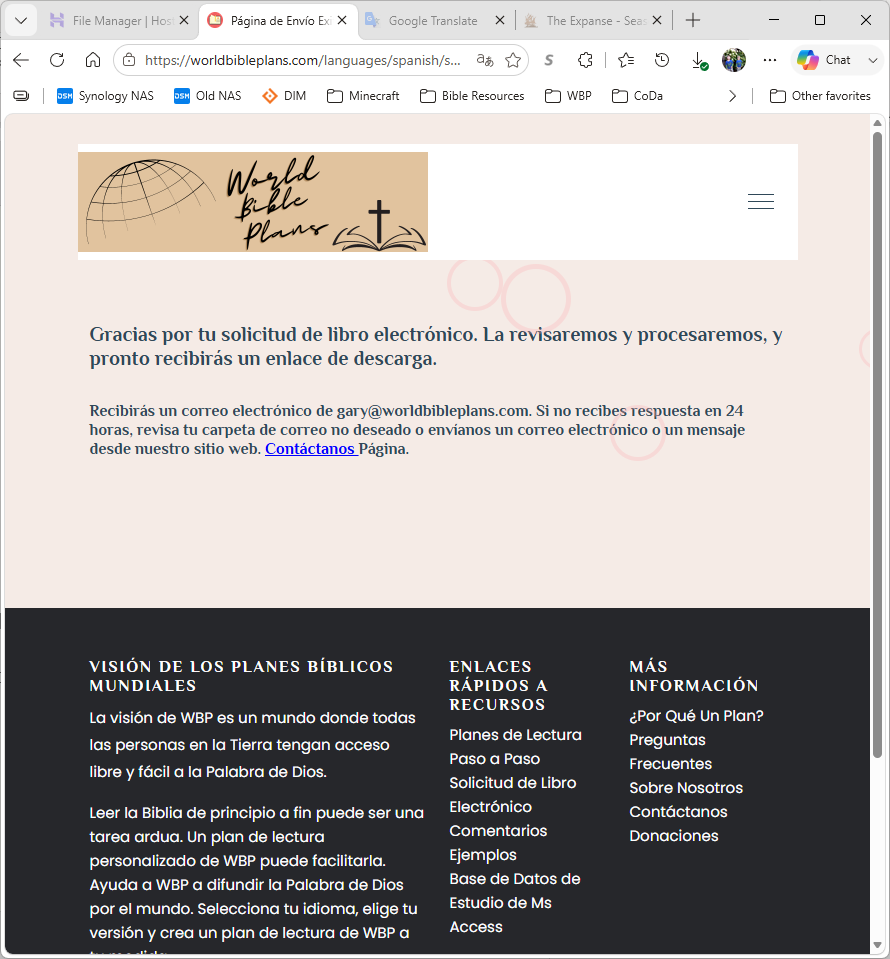 File Manager | Host
Página de Envío Exi
Google Translate
The Expanse - Seas
https://worldbibleplans.com/languages/spanish/s...
Chat
Synology NAS
Old NAS
DIM
Minecraft
Bible Resources
WBP
CoDa
Other favorites
World
Bible
Plans
Gracias por tu solicitud de libro electrónico. La revisaremos y procesaremos, y
pronto recibirás un enlace de descarga.
Recibirás un correo electrónico de gary@worldbibleplans.com. Si no recibes respuesta en 24
horas, revisa tu carpeta de correo no deseado o envíanos un correo electrónico o un mensaje
desde nuestro sitio web. Contáctanos Página.
VISIÓN DE LOS PLANES BÍBLICOS
MUNDIALES
La visión de WBP es un mundo donde todas
las personas en la Tierra tengan acceso
libre y fácil a la Palabra de Dios.
Leer la Biblia de principio a fin puede ser una
tarea ardua. Un plan de lectura
personalizado de WBP puede facilitarla.
Ayuda a WBP a difundir la Palabra de Dios
por el mundo. Selecciona tu idioma, elige tu
versión y crea un plan de lectura de WBP a
tu medida.
ENLACES
RÁPIDOS A
RECURSOS
Planes de Lectura
Paso a Paso
Solicitud de Libro
Electrónico
Comentarios
Ejemplos
Base de Datos de
Estudio de Ms
Access
MÁS
INFORMACIÓN
¿Por Qué Un Plan?
Preguntas
Frecuentes
Sobre Nosotros
Contáctanos
Donaciones